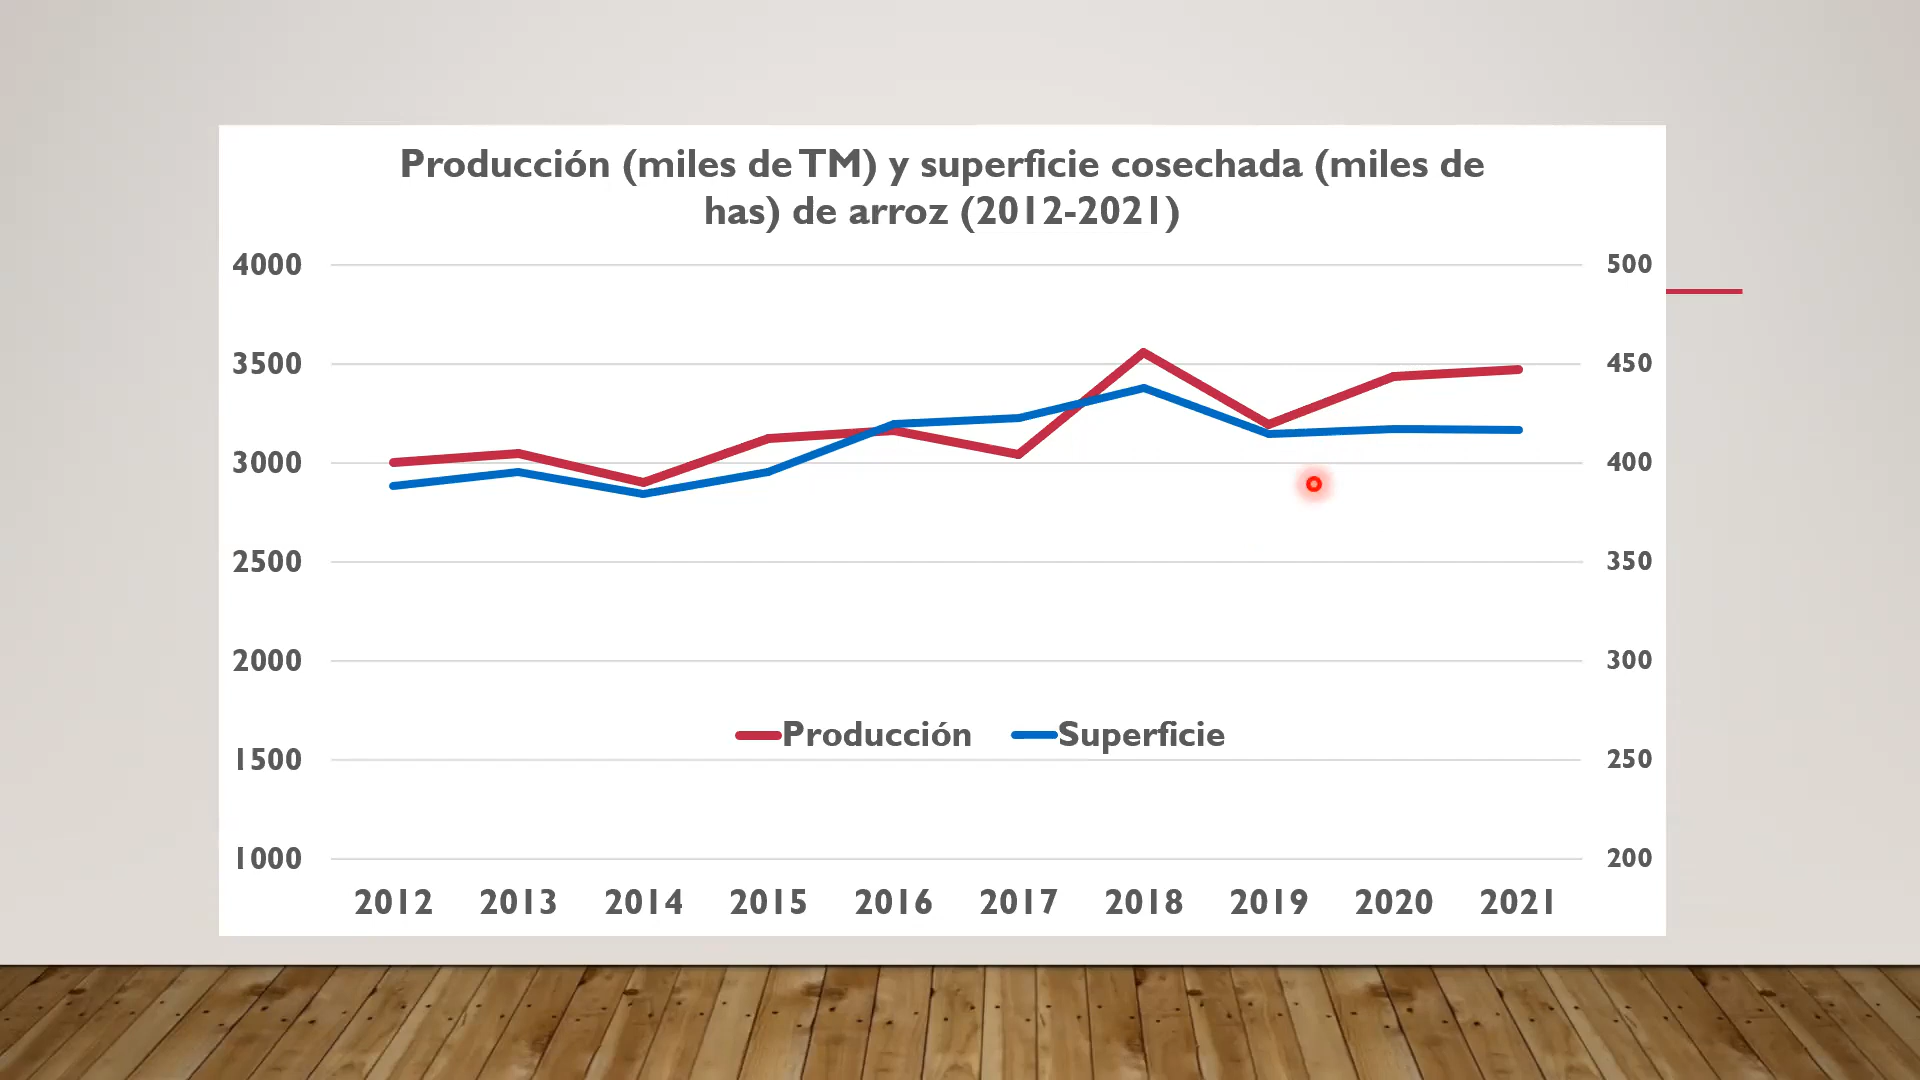 Producción (miles de TM) y superficie cosechada (miles de
has) de arroz (2012-2021)
4000
500
3500
450
3000
400
2500
350
2000
300
Producción
Superficie
1500
250
1000
200
2012 2013 2014 2015 2016 2017 2018 2019 2020 2021